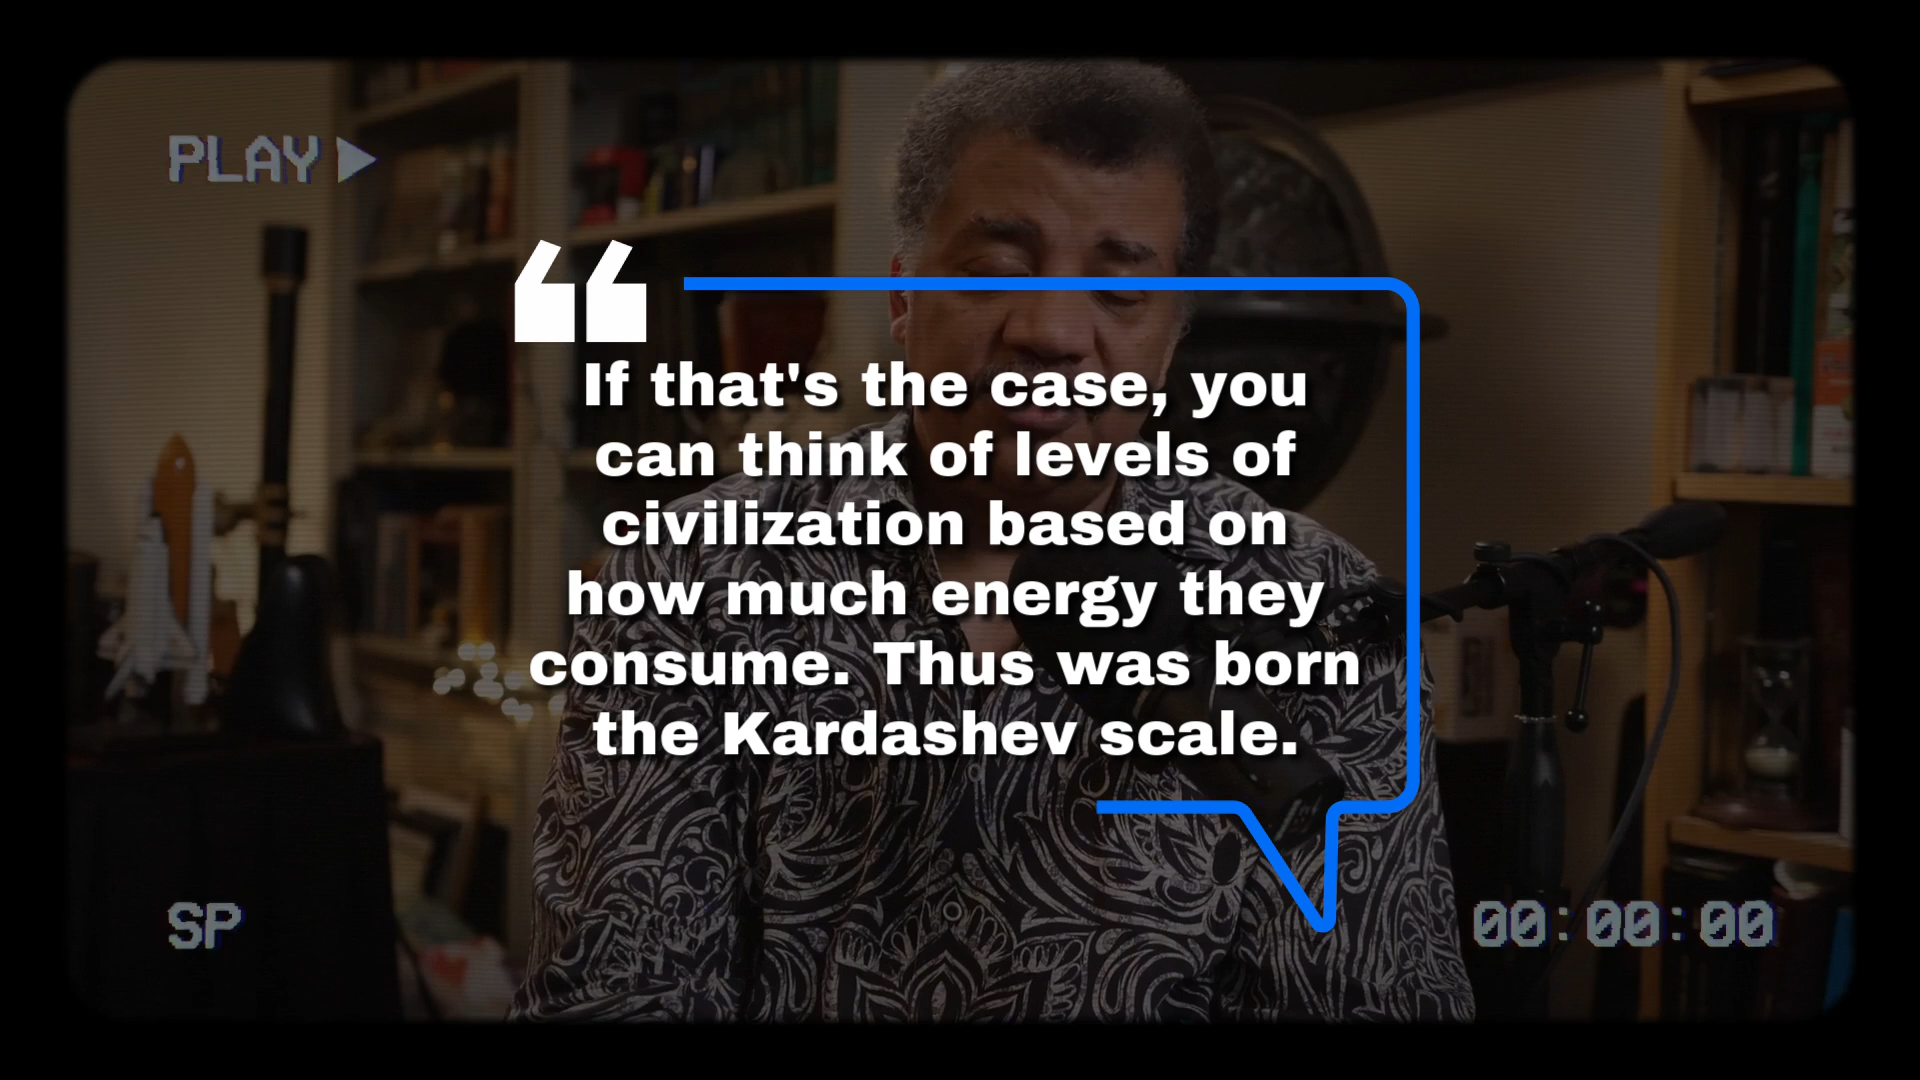 PLAY
If that's the case, you
can think of levels of
civilization based on
how much energy they
consume. Thus was born
the Kardashev scale.
SP
00:00:00